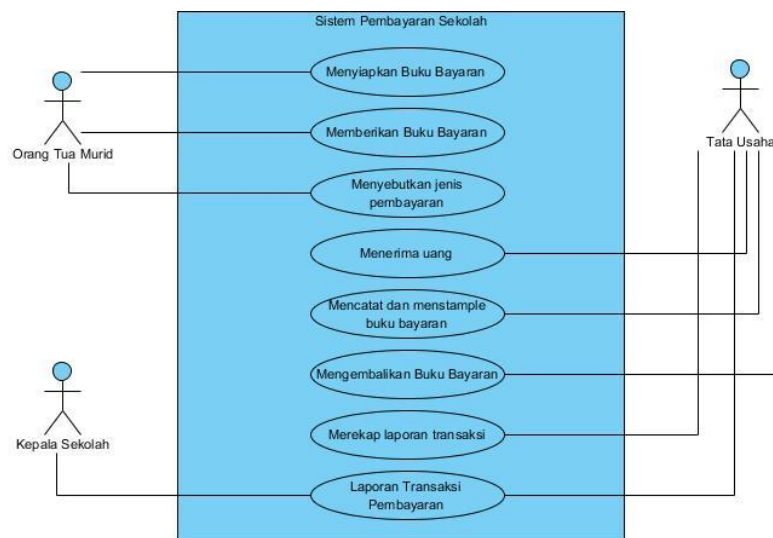 Sistem Pembayaran Sekolah
Menyiapkan Buku Bayaran
Memberikan Buku Bayaran
Orang Tua Murid
Tata Usaha
Menyebutkan jenis
pembayaran
Menerima uang
Mencatat dan menstample
buku bayaran
Mengembalikan Buku Bayaran
Merekap laporan transaksi
Kepala Sekolah
Laporan Transaksi
Pembayaran